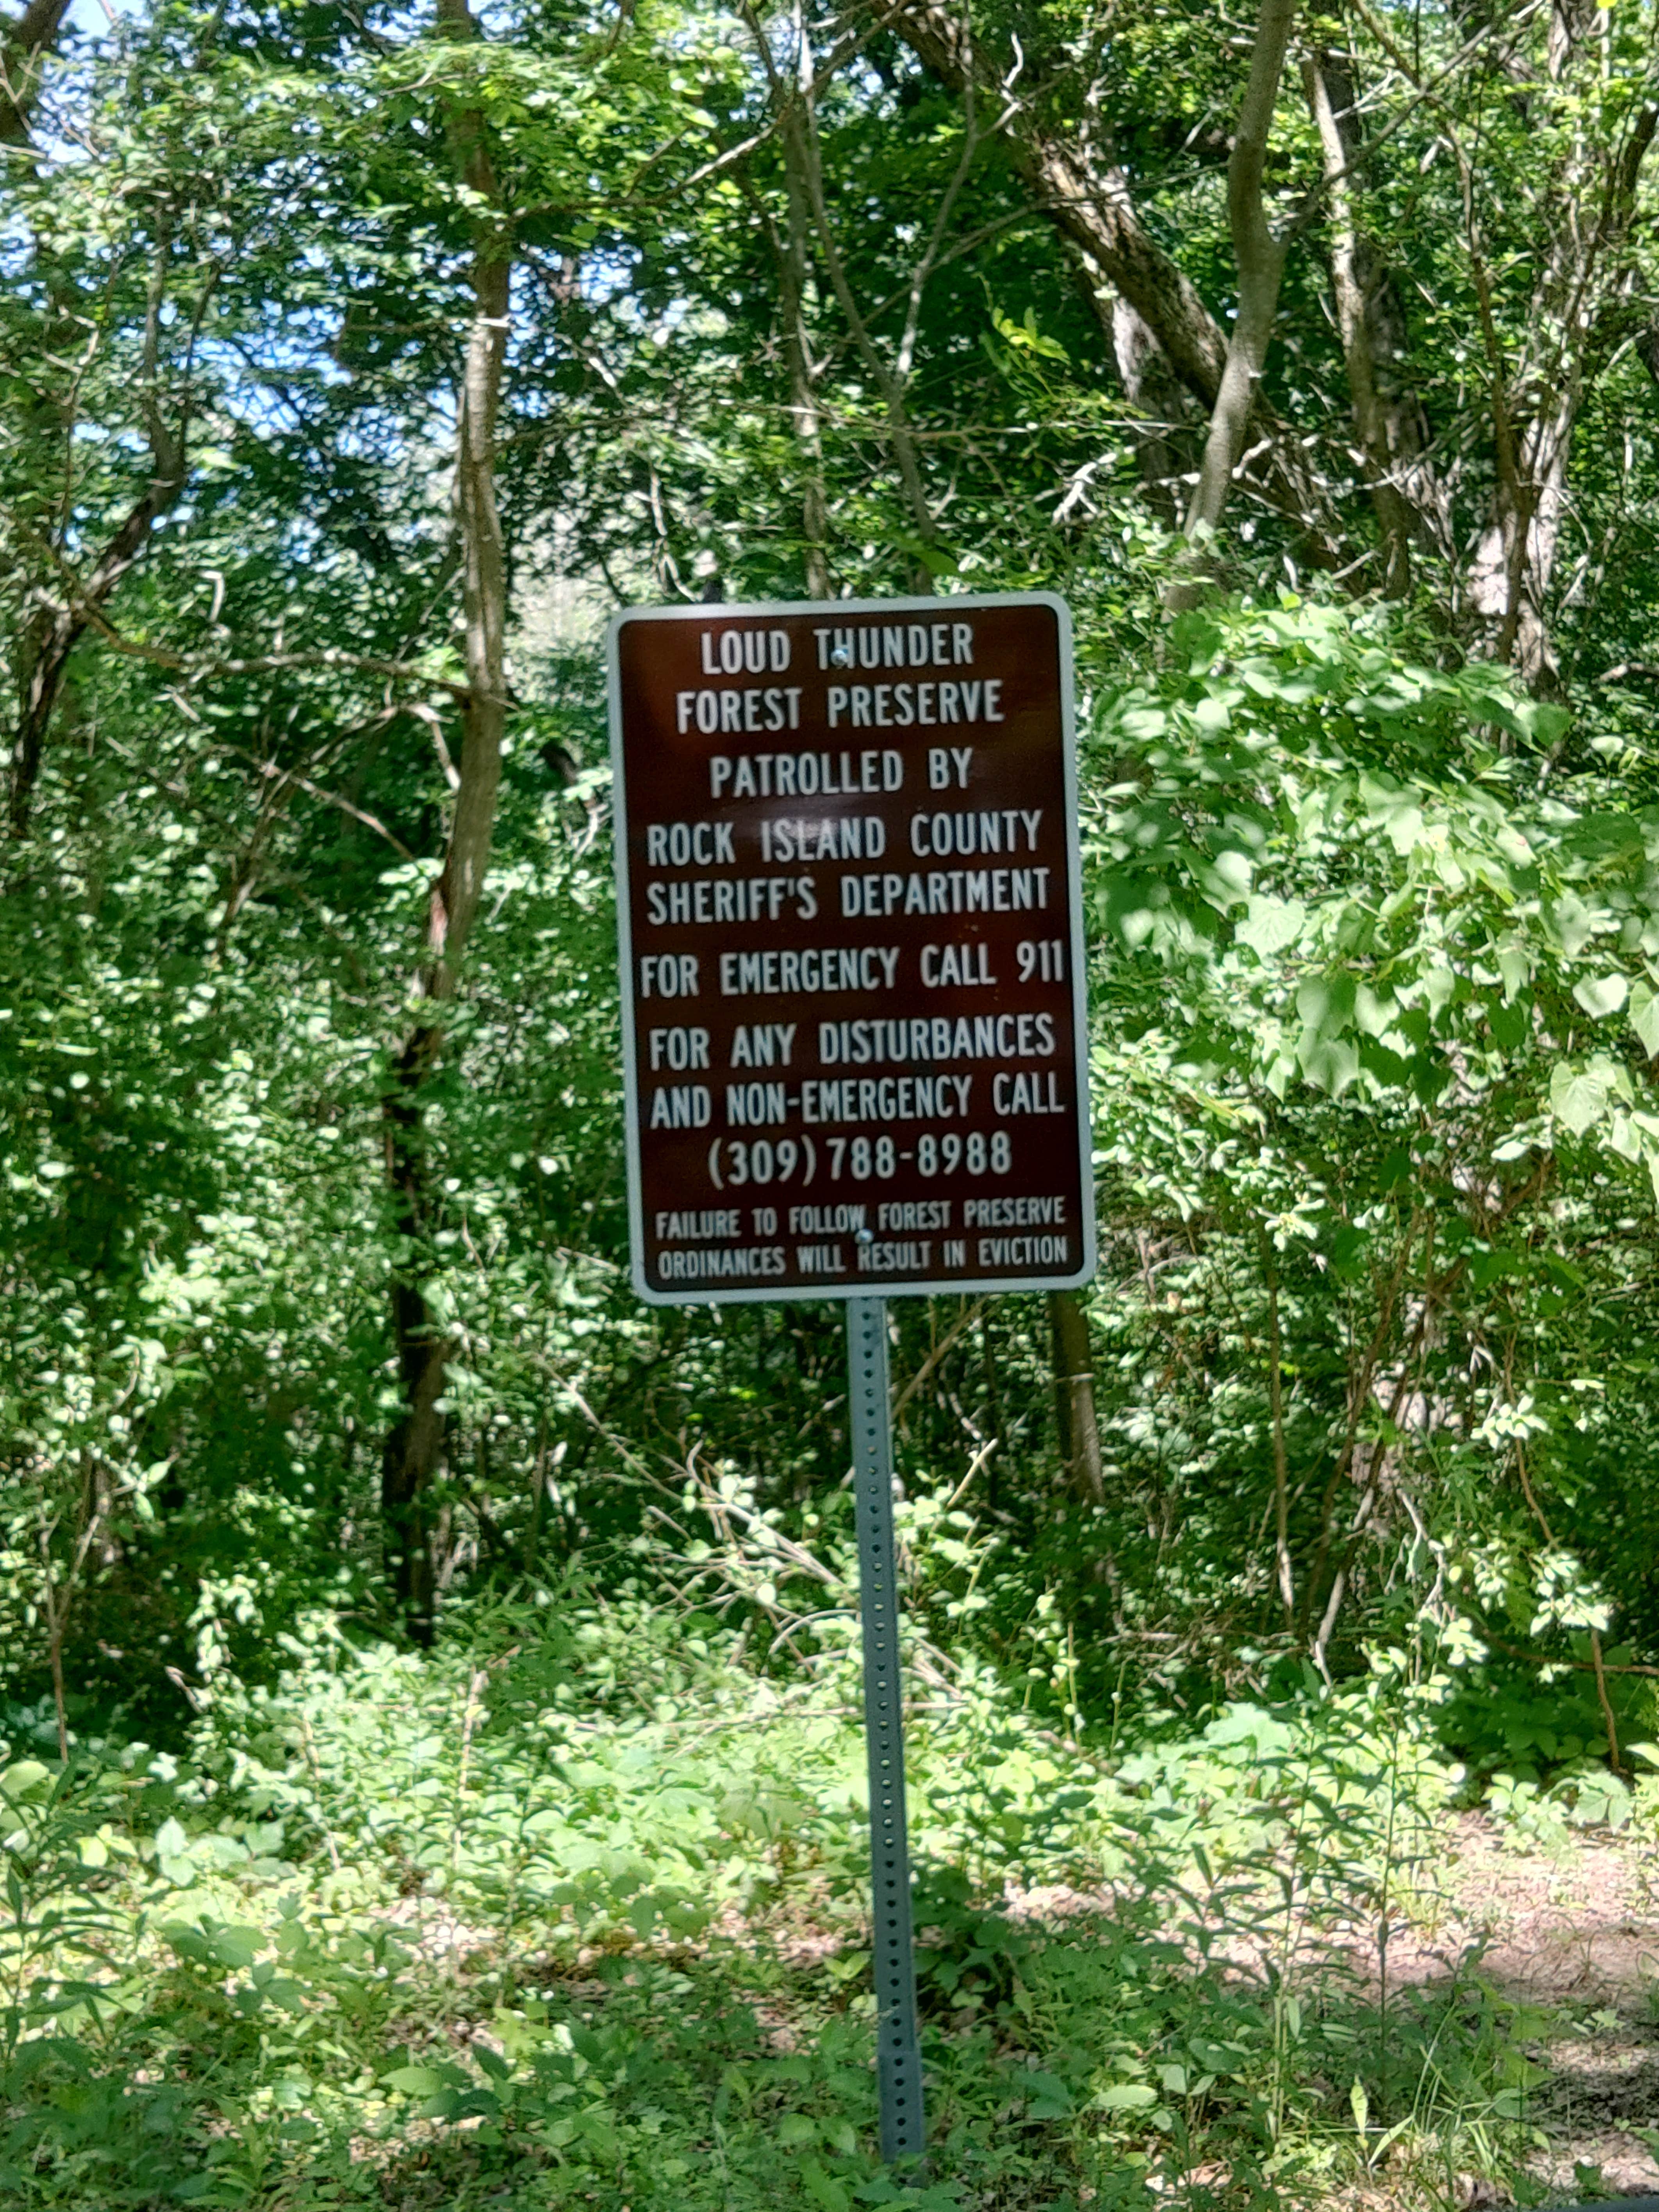 LOUD THUNDER
FOREST PRESERVE
PATROLLED BY
ROCK ISLAND COUNTY
SHERIFF'S DEPARTMENT
FOR EMERGENCY CALL 911
FOR ANY DISTURBANCES
AND NON-EMERGENCY CALL
(309) 788-8988
FAILURE TO FOLLOW FOREST PRESERVE
ORDINANCES WILL RESULT IN EVICTION